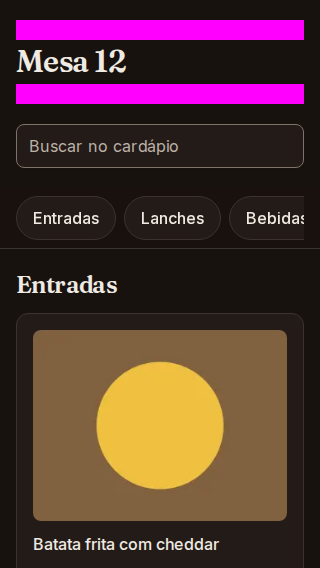 Mesa 12
Buscar no cardápio
Entradas
Lanches
Bebidas
Entradas
Batata frita com cheddar